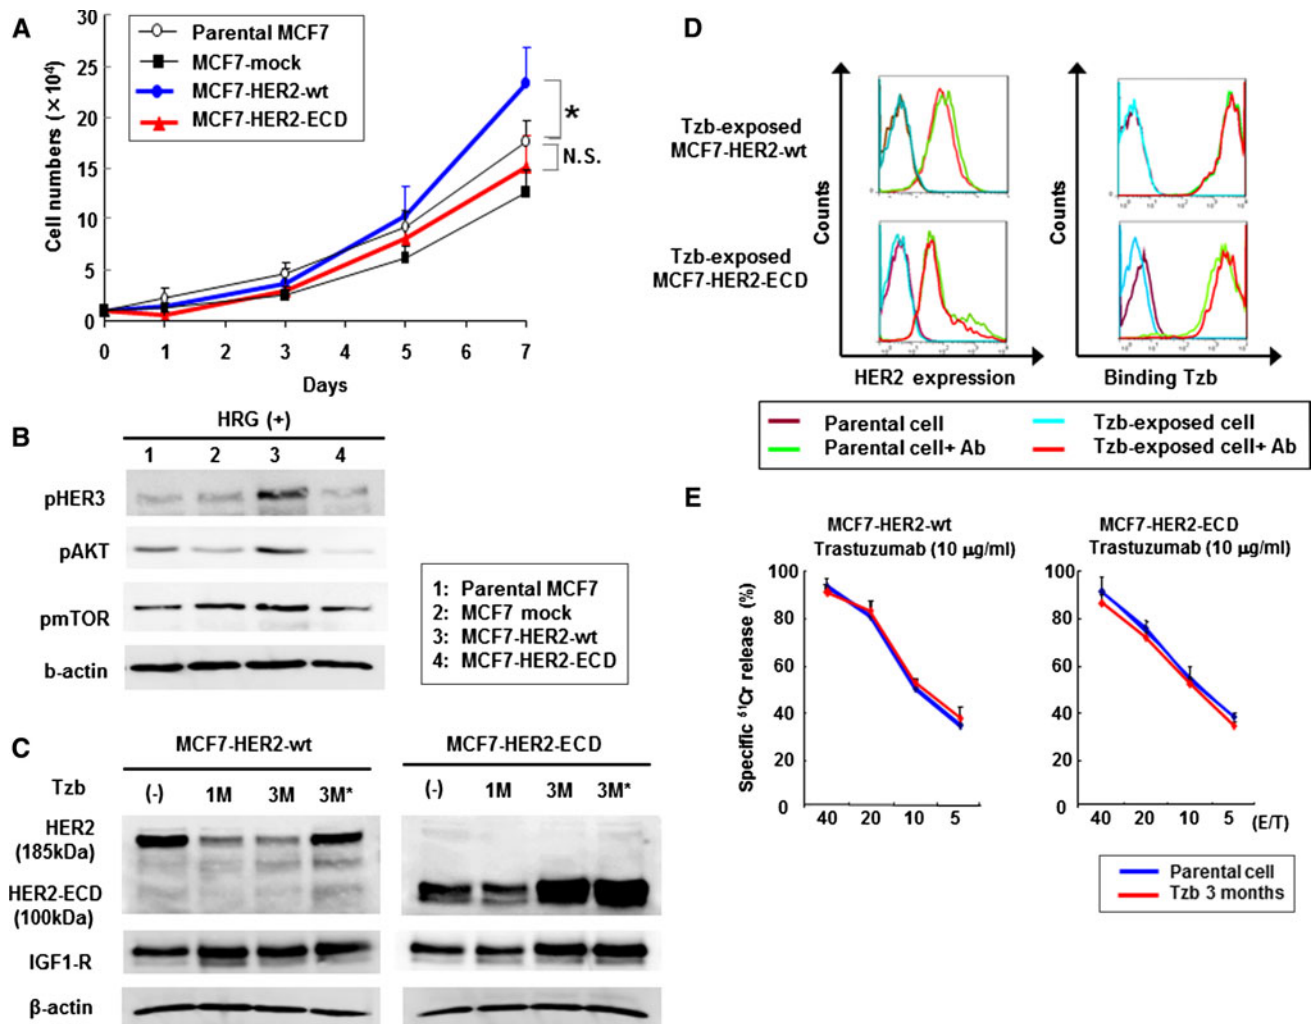 A
30
25
20
15
10
5
0
Cell numbers (×10⁴)
Parental MCF7
MCF7-mock
MCF7-HER2-wt
MCF7-HER2-ECD
*
N.S.
0 1 2 3 4 5 6 7
Days
B
HRG (+)
1 2 3 4
pHER3
pAKT
pmTOR
b-actin
1: Parental MCF7
2: MCF7 mock
3: MCF7-HER2-wt
4: MCF7-HER2-ECD
C
MCF7-HER2-wt MCF7-HER2-ECD
Tzb (-) 1M 3M 3M* (-) 1M 3M 3M*
HER2
(185kDa)
HER2-ECD
(100kDa)
IGF1-R
β-actin
D
Tzb-exposed
MCF7-HER2-wt
Tzb-exposed
MCF7-HER2-ECD
Counts
Counts
HER2 expression Binding Tzb
Parental cell Tzb-exposed cell
Parental cell+ Ab Tzb-exposed cell+ Ab
E
MCF7-HER2-wt
Trastuzumab (10 µg/ml)
MCF7-HER2-ECD
Trastuzumab (10 µg/ml)
Specific ⁵¹Cr release (%)
100
80
60
40
20
0
40 20 10 5
100
80
60
40
20
0
40 20 10 5 (E/T)
Parental cell
Tzb 3 months